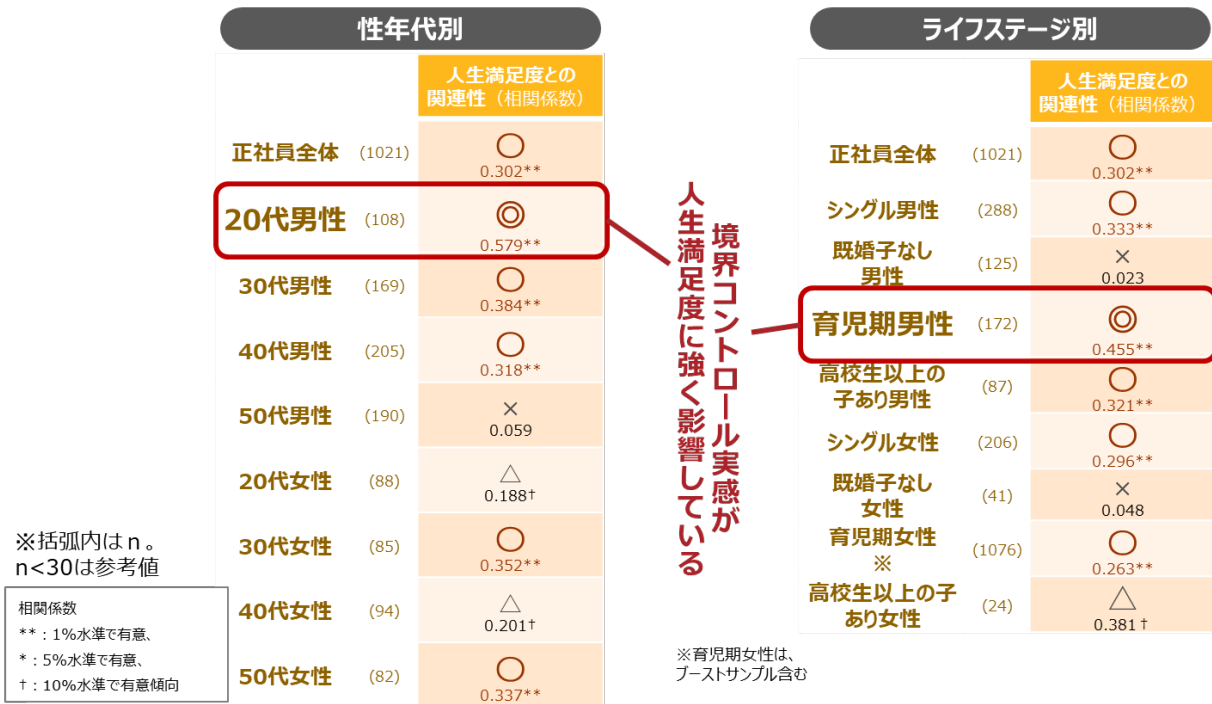 性年代別
人生満足度との
関連性（相関係数）
正社員全体 (1021) 〇 0.302**
20代男性 (108) ◎ 0.579**
30代男性 (169) 〇 0.384**
40代男性 (205) 〇 0.318**
50代男性 (190) × 0.059
20代女性 (88) △ 0.188†
30代女性 (85) 〇 0.352**
40代女性 (94) △ 0.201†
50代女性 (82) 〇 0.337**
※括弧内はn。
n<30は参考値
相関係数
**：1%水準で有意、
*：5%水準で有意、
†：10%水準で有意傾向
境界コントロール実感が
人生満足度に強く影響している
ライフステージ別
人生満足度との
関連性（相関係数）
正社員全体 (1021) 〇 0.302**
シングル男性 (288) 〇 0.333**
既婚子なし
男性 (125) × 0.023
育児期男性 (172) ◎ 0.455**
高校生以上の
子あり男性 (87) 〇 0.321**
シングル女性 (206) 〇 0.296**
既婚子なし
女性 (41) × 0.048
育児期女性
※ (1076) 〇 0.263**
高校生以上の子
あり女性 (24) △ 0.381†
※育児期女性は、
ブーストサンプル含む